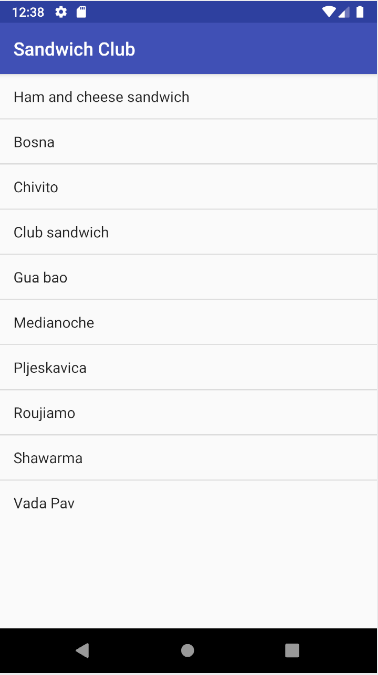 12:38
Sandwich Club
Ham and cheese sandwich
Bosna
Chivito
Club sandwich
Gua bao
Medianoche
Pljeskavica
Roujiamo
Shawarma
Vada Pav